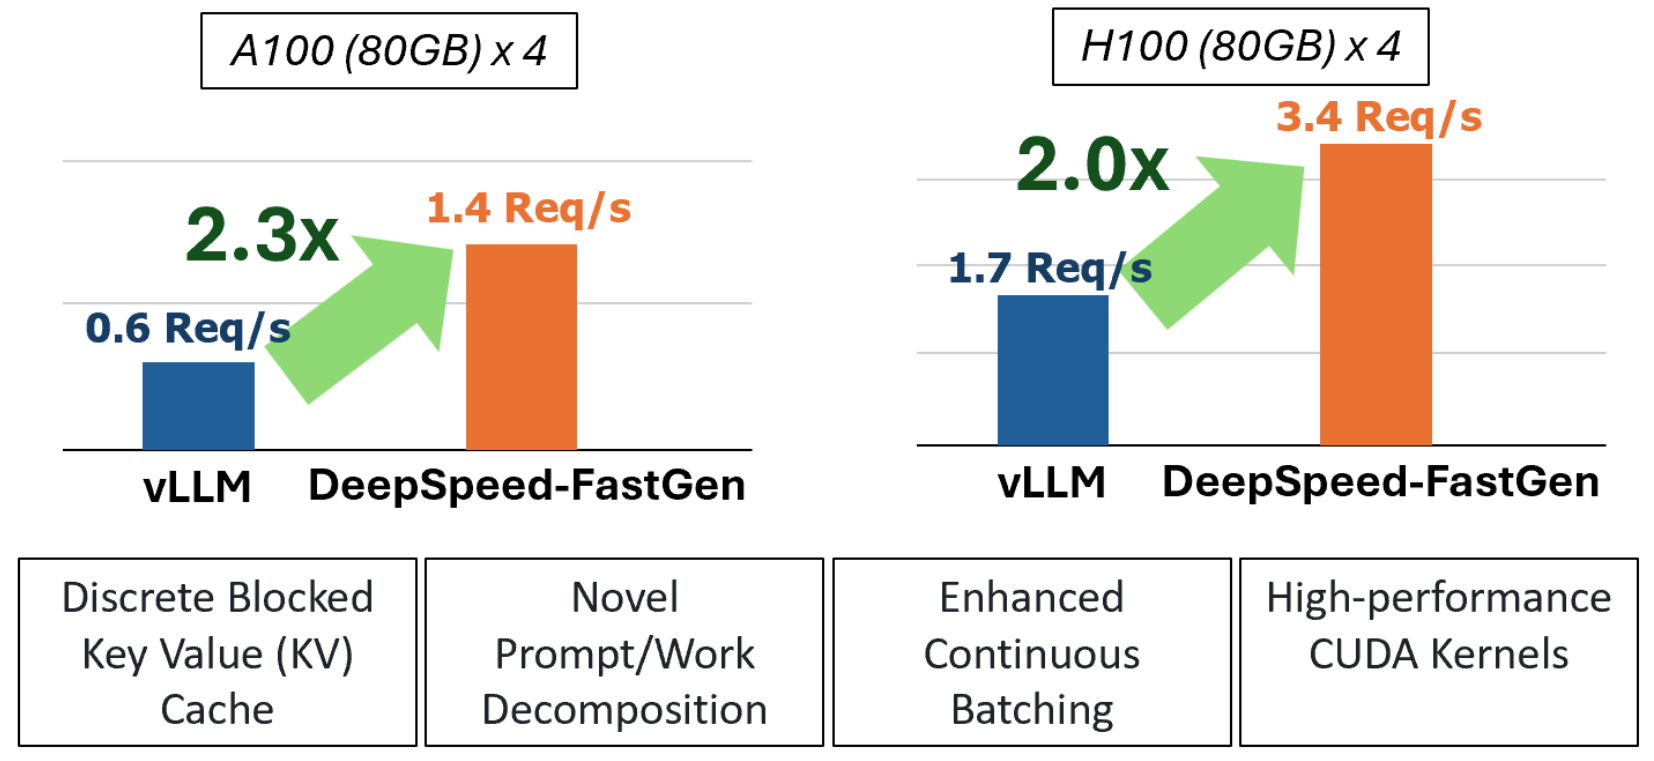 A100 (80GB) x 4
2.3x
1.4 Req/s
0.6 Req/s
vLLM
DeepSpeed-FastGen
H100 (80GB) x 4
3.4 Req/s
2.0x
1.7 Req/s
vLLM
DeepSpeed-FastGen
Discrete Blocked
Key Value (KV)
Cache
Novel
Prompt/Work
Decomposition
Enhanced
Continuous
Batching
High-performance
CUDA Kernels